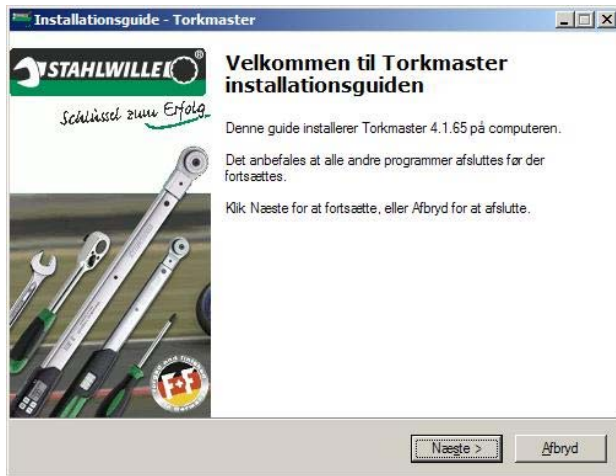 Installationsguide - Torkmaster
STAHLWILLE
Schlüssel zum Erfolg
Velkommen til Torkmaster
installationsguiden
Denne guide installerer Torkmaster 4.1.65 på computeren.
Det anbefales at alle andre programmer afsluttes før der
fortsættes.
Klik Næste for at fortsætte, eller Afbryd for at afslutte.
F+F
Næste >
Afbryd